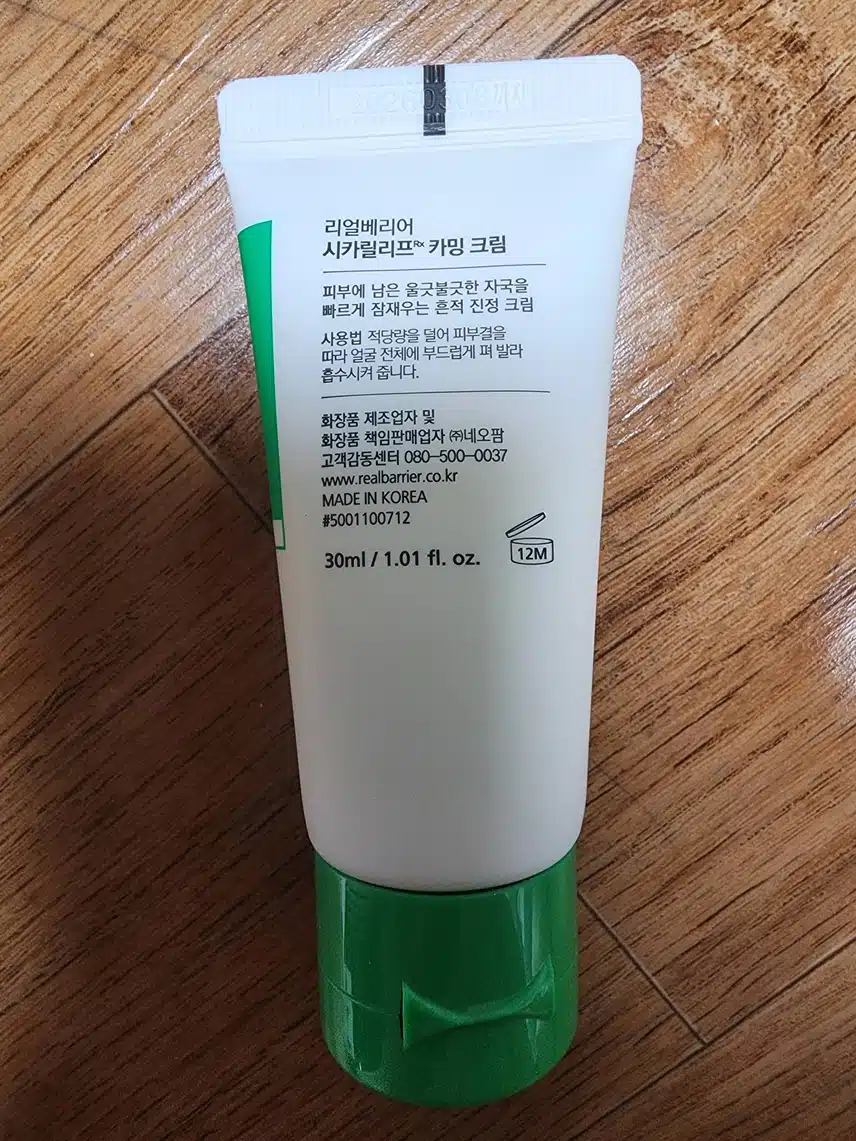 리얼베리어
시카릴리프Rx 카밍 크림
피부에 남은 울긋불긋한 자국을
빠르게 잠재우는 흔적 진정 크림
사용법 적당량을 덜어 피부결을
따라 얼굴 전체에 부드럽게 펴 발라
흡수시켜 줍니다.
화장품 제조업자 및
화장품 책임판매업자 ㈜네오팜
고객감동센터 080-500-0037
www.realbarrier.co.kr
MADE IN KOREA
#5001100712
30ml / 1.01 fl. oz.
12M